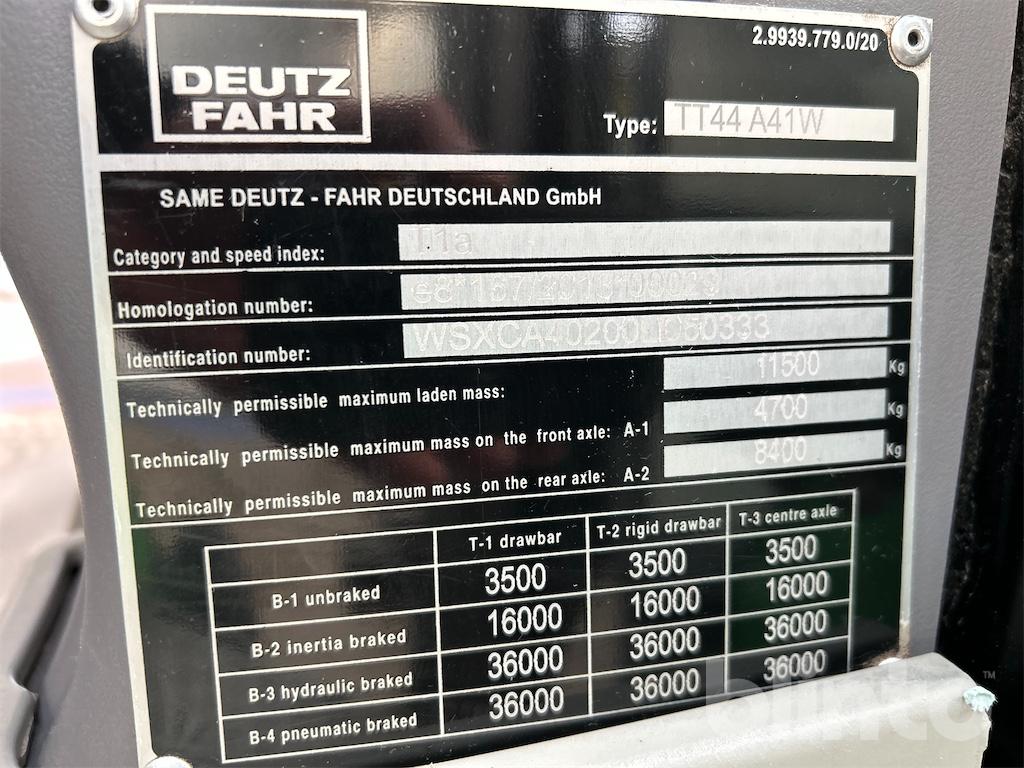 DEUTZ
FAHR
2.9939.779.0/20
Type: TT44 A41W
SAME DEUTZ - FAHR DEUTSCHLAND GmbH
Category and speed index: T1a
Homologation number:
Identification number:
Technically permissible maximum laden mass: 11500 Kg
Technically permissible maximum mass on the front axle: A-1 4700 Kg
Technically permissible maximum mass on the rear axle: A-2 8400 Kg
T-1 drawbar T-2 rigid drawbar T-3 centre axle
B-1 unbraked 3500 3500 3500
B-2 inertia braked 16000 16000 16000
B-3 hydraulic braked 36000 36000 36000
B-4 pneumatic braked 36000 36000 36000
blinto ™